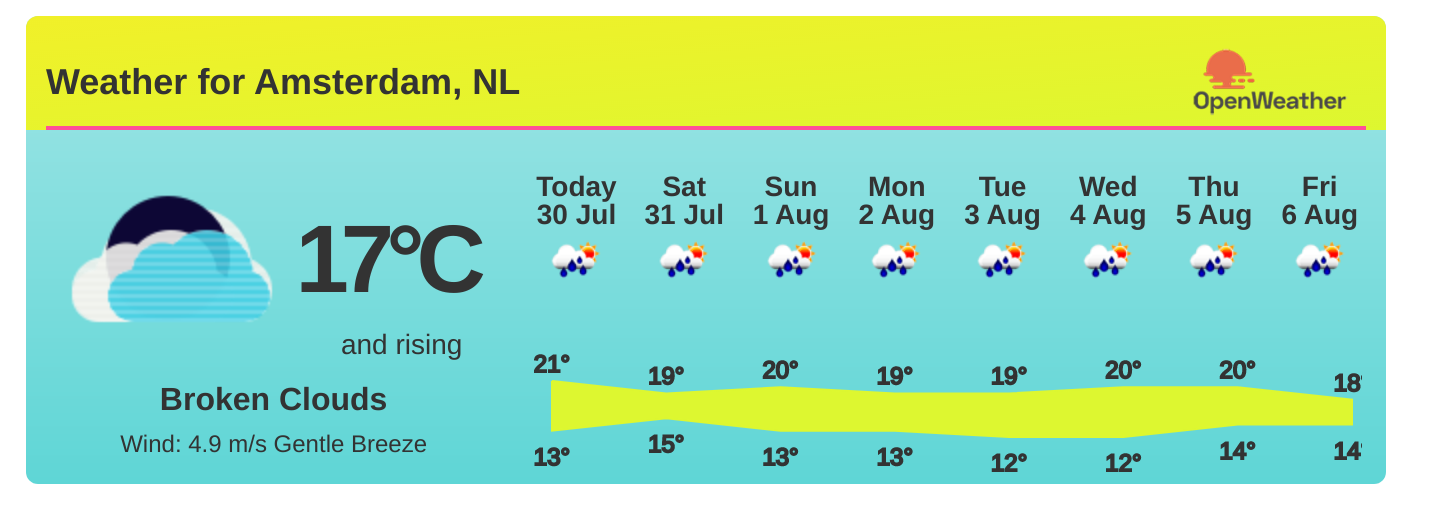 Weather for Amsterdam, NL
OpenWeather
17°C
and rising
Broken Clouds
Wind: 4.9 m/s Gentle Breeze
Today Sat Sun Mon Tue Wed Thu Fri
30 Jul 31 Jul 1 Aug 2 Aug 3 Aug 4 Aug 5 Aug 6 Aug
21° 19° 20° 19° 19° 20° 20° 18°
13° 15° 13° 13° 12° 12° 14° 14°